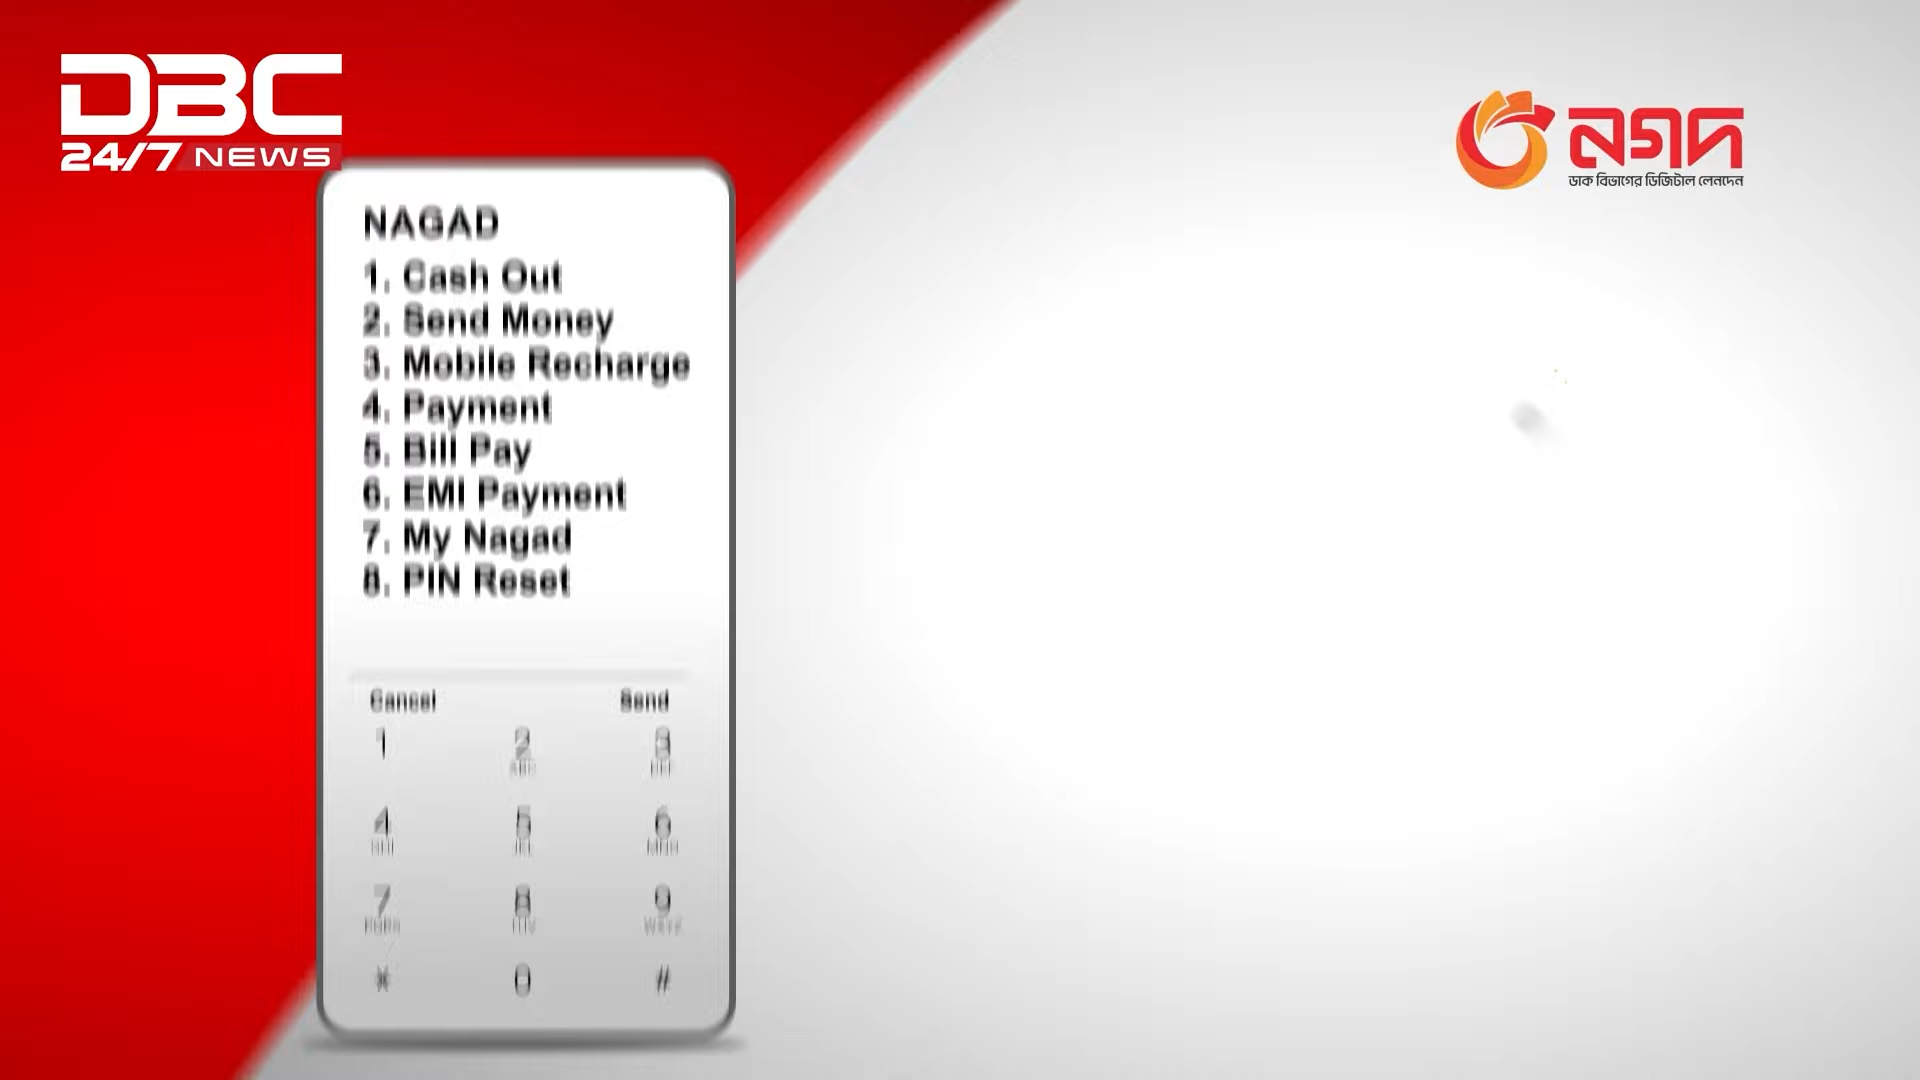 DBC
24/7 NEWS
নগদ
ডাক বিভাগের ডিজিটাল লেনদেন
NAGAD
1. Cash Out
2. Send Money
3. Mobile Recharge
4. Payment
5. Bill Pay
6. EMI Payment
7. My Nagad
8. PIN Reset
Cancel Send
1 2 3
4 5 6
7 8 9
* 0 #